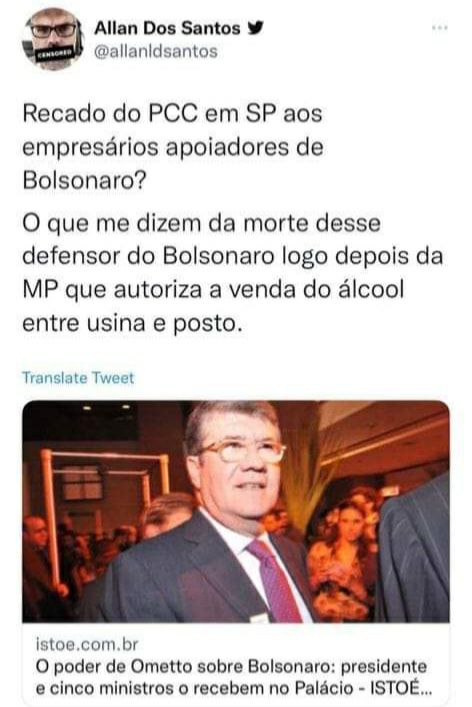 Allan Dos Santos
@allanldsantos
CENSORED
Recado do PCC em SP aos
empresários apoiadores de
Bolsonaro?
O que me dizem da morte desse
defensor do Bolsonaro logo depois da
MP que autoriza a venda do álcool
entre usina e posto.
Translate Tweet
istoe.com.br
O poder de Ometto sobre Bolsonaro: presidente
e cinco ministros o recebem no Palácio - ISTOÉ...